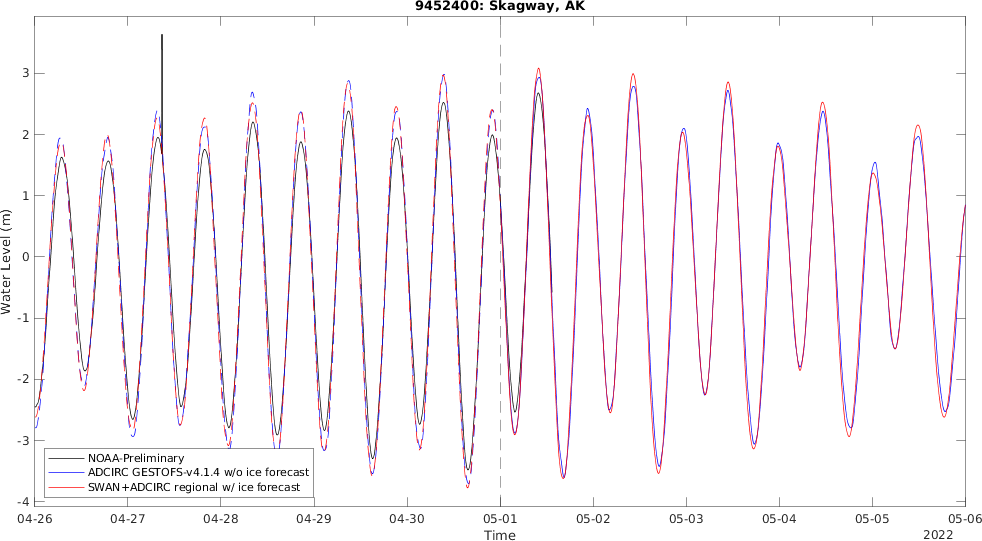 9452400: Skagway, AK
Water Level (m)
3
2
1
0
-1
-2
-3
-4
NOAA-Preliminary
ADCIRC GESTOFS-v4.1.4 w/o ice forecast
SWAN+ADCIRC regional w/ ice forecast
04-26 04-27 04-28 04-29 04-30 05-01 05-02 05-03 05-04 05-05 05-06
Time
2022